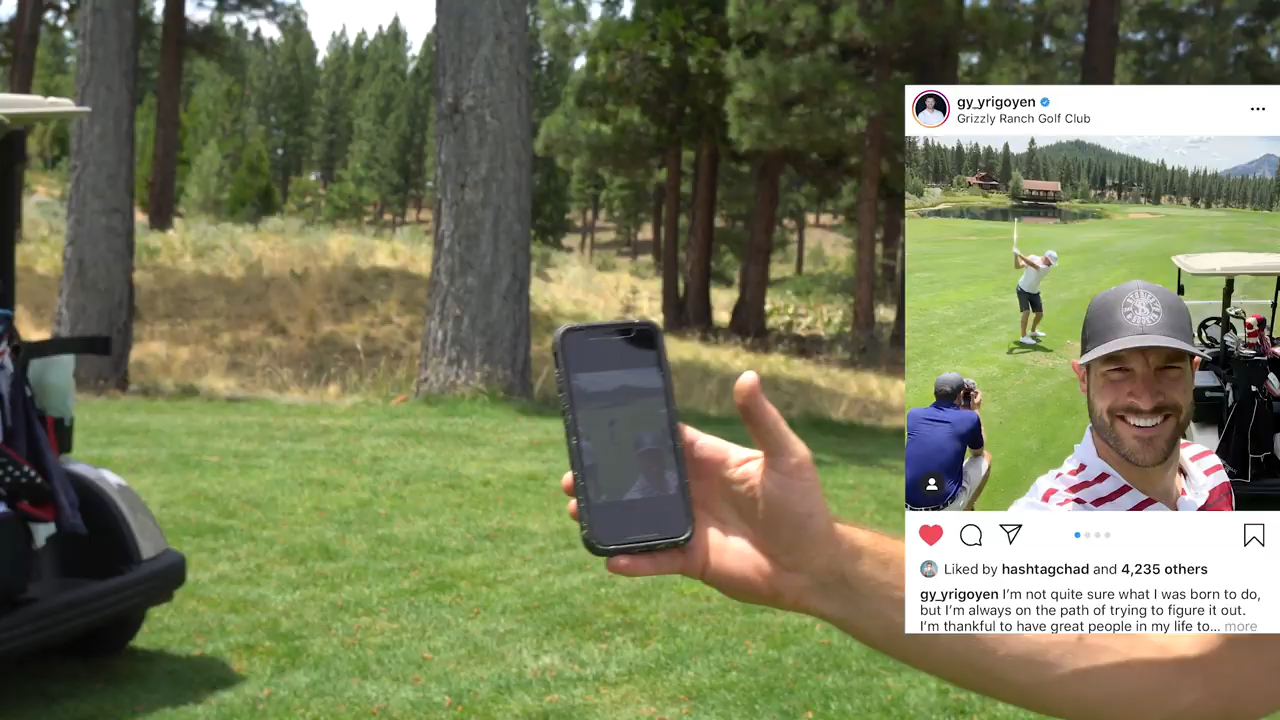 gy_yrigoyen
Grizzly Ranch Golf Club
Liked by hashtagchad and 4,235 others
gy_yrigoyen I'm not quite sure what I was born to do,
but I'm always on the path of trying to figure it out.
I'm thankful to have great people in my life to... more